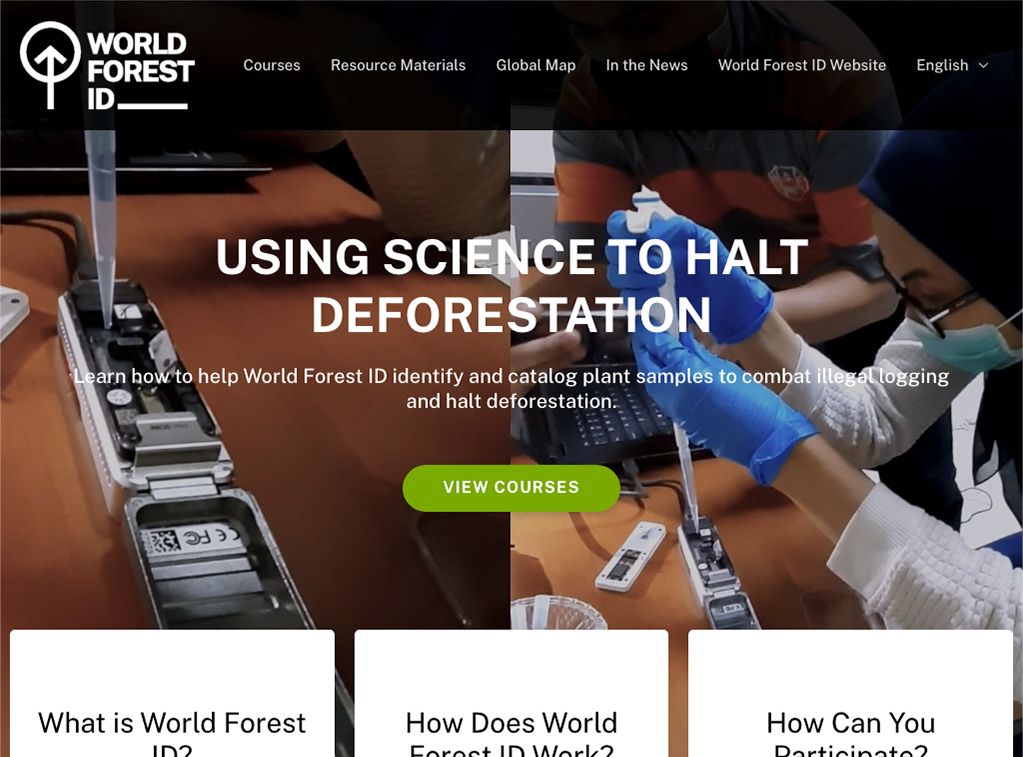 WORLD
FOREST
ID
Courses Resource Materials Global Map In the News World Forest ID Website English
USING SCIENCE TO HALT
DEFORESTATION
Learn how to help World Forest ID identify and catalog plant samples to combat illegal logging
and halt deforestation.
VIEW COURSES
FC CE
What is World Forest
ID?
How Does World
Forest ID Work?
How Can You
Participate?